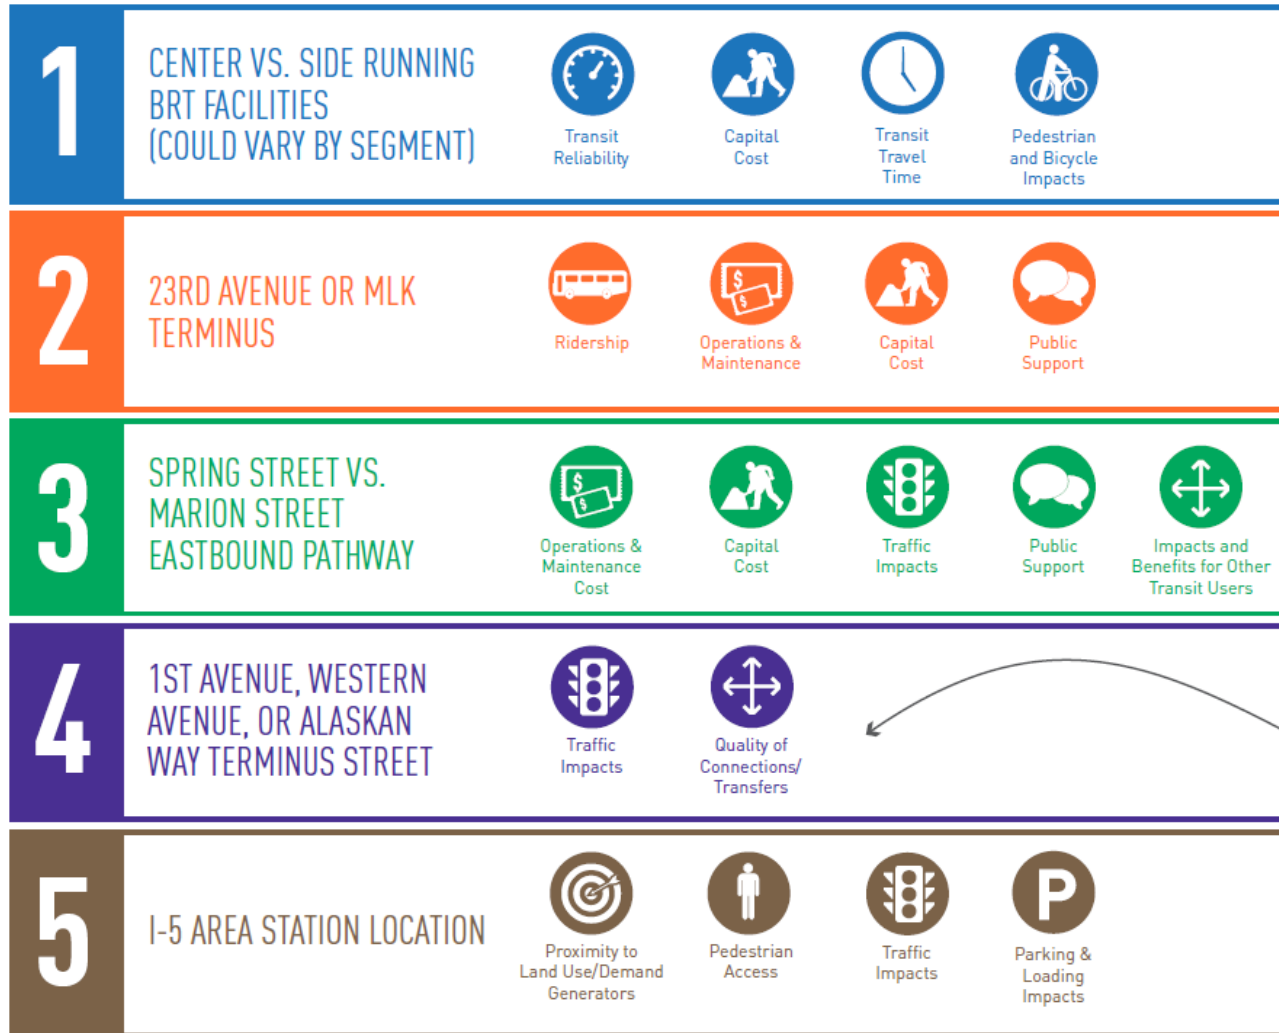 1
CENTER VS. SIDE RUNNING
BRT FACILITIES
(COULD VARY BY SEGMENT)
Transit
Reliability
Capital
Cost
Transit
Travel
Time
Pedestrian
and Bicycle
Impacts
2
23RD AVENUE OR MLK
TERMINUS
Ridership
$
$
Operations &
Maintenance
Capital
Cost
Public
Support
3
SPRING STREET VS.
MARION STREET
EASTBOUND PATHWAY
$
$
Operations &
Maintenance
Cost
Capital
Cost
Traffic
Impacts
Public
Support
Impacts and
Benefits for Other
Transit Users
4
1ST AVENUE, WESTERN
AVENUE, OR ALASKAN
WAY TERMINUS STREET
Traffic
Impacts
Quality of
Connections/
Transfers
5
I-5 AREA STATION LOCATION
Proximity to
Land Use/Demand
Generators
Pedestrian
Access
Traffic
Impacts
P
Parking &
Loading
Impacts